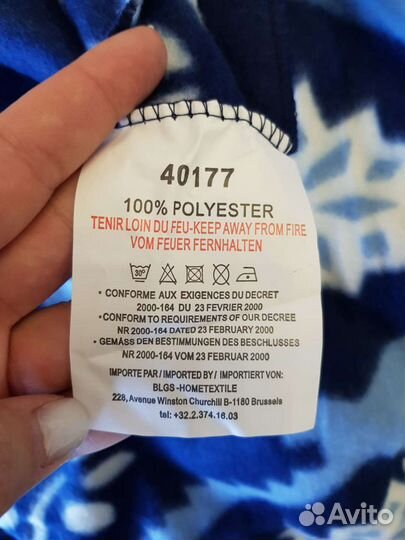 40177
100% POLYESTER
TENIR LOIN DU FEU-KEEP AWAY FROM FIRE
VOM FEUER FERNHALTEN
30°
• CONFORME AUX EXIGENCES DU DECRET
2000-164 DU 23 FEVRIER 2000
• CONFORM TO REQUIREMENTS OF OUR DECREE
NR 2000-164 DATED 23 FEBRUARY 2000
• GEMÄSS DEN BESTIMMUNGEN DES BESCHLUSSES
NR 2000-164 VOM 23 FEBRUAR 2000
IMPORTE PAR / IMPORTED BY / IMPORTIERT VON:
BLGS-HOMETEXTILE
228, Avenue Winston Churchill B-1180 Brussels
tel: +32.2.374.16.03
Avito